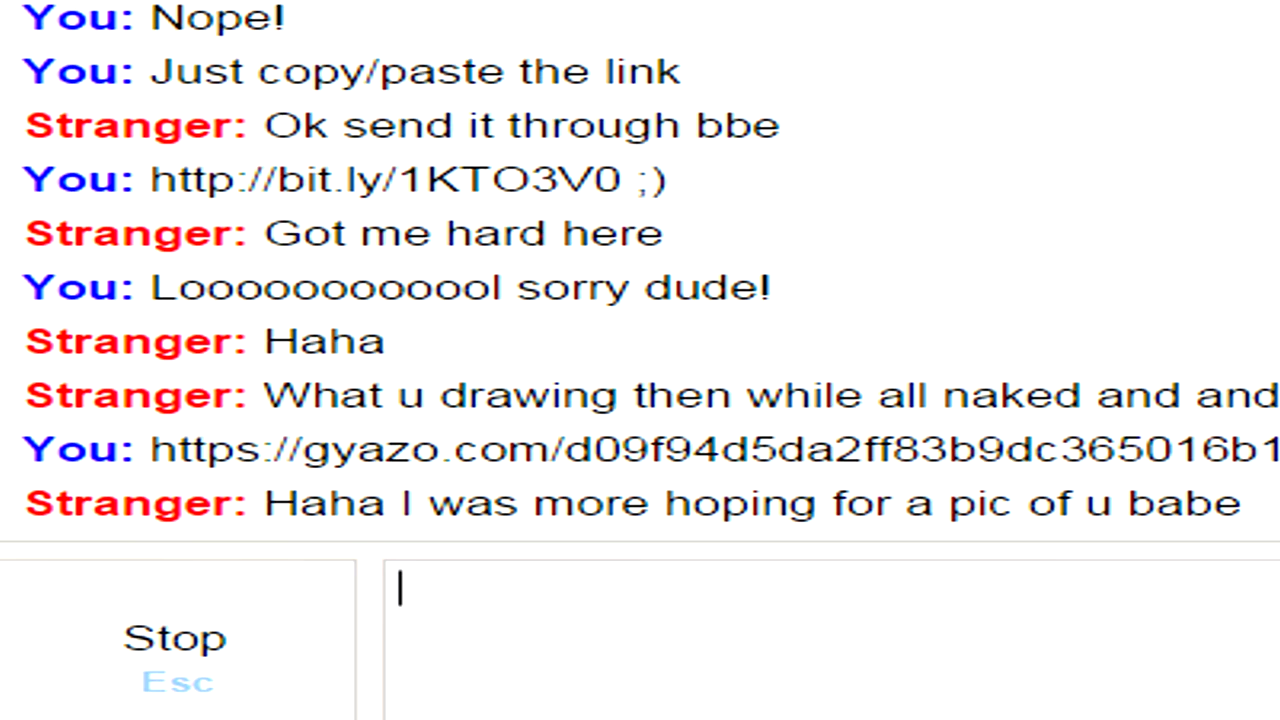 You: Nope!
You: Just copy/paste the link
Stranger: Ok send it through bbe
You: http://bit.ly/1KTO3V0 ;)
Stranger: Got me hard here
You: Looooooooooool sorry dude!
Stranger: Haha
Stranger: What u drawing then while all naked and and
You: https://gyazo.com/d09f94d5da2ff83b9dc365016b1
Stranger: Haha I was more hoping for a pic of u babe
Stop
Esc